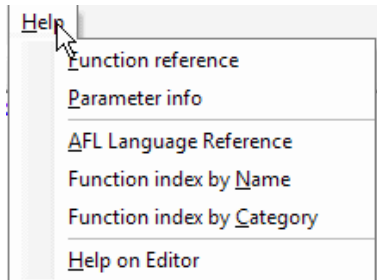 Help
Function reference
Parameter info
AFL Language Reference
Function index by Name
Function index by Category
Help on Editor